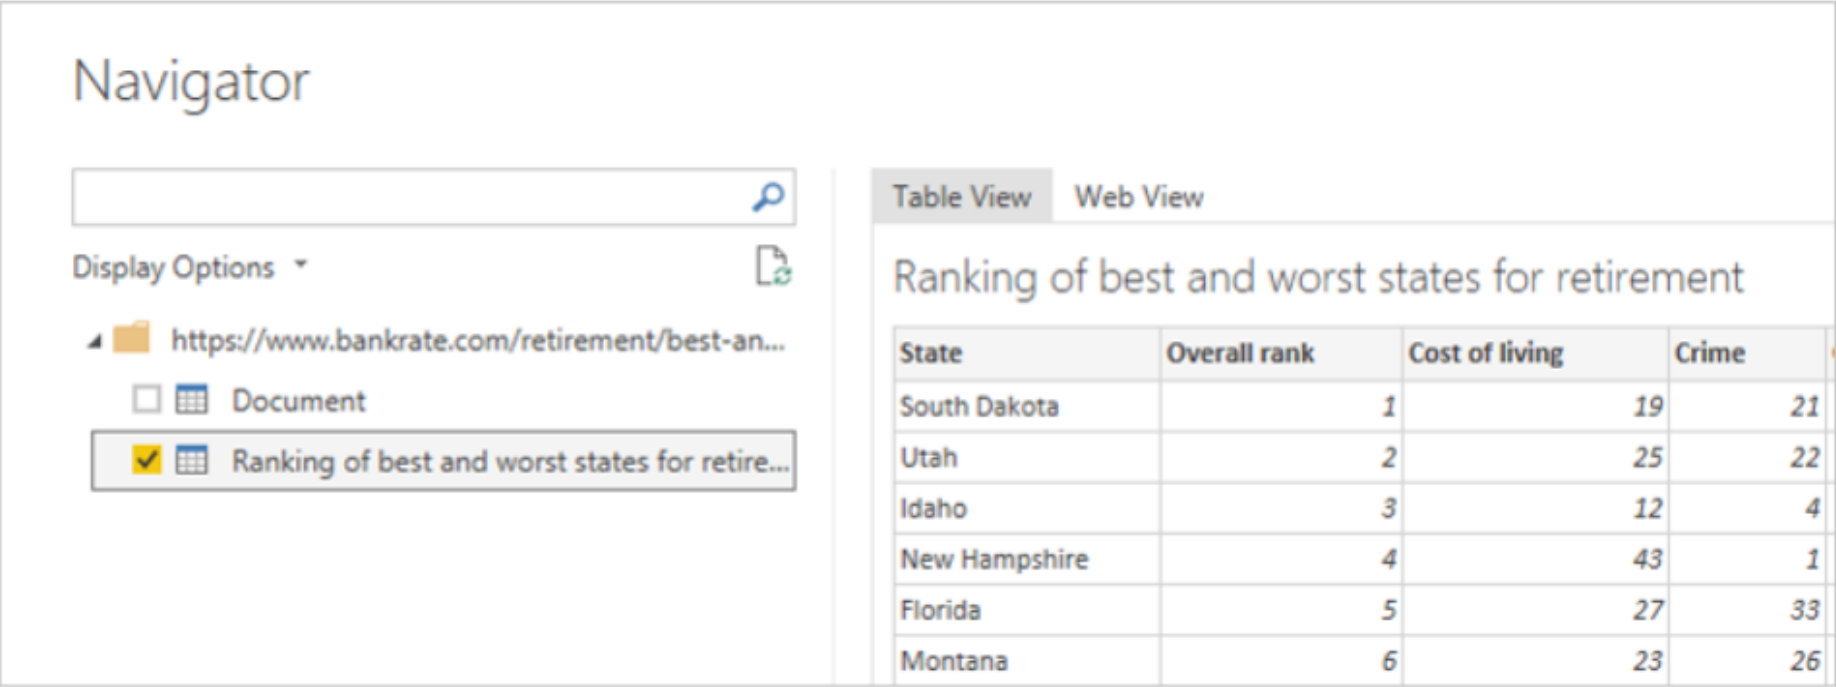 Navigator
Display Options
https://www.bankrate.com/retirement/best-an...
Document
Ranking of best and worst states for retire...
Table View Web View
Ranking of best and worst states for retirement
State Overall rank Cost of living Crime
South Dakota 1 19 21
Utah 2 25 22
Idaho 3 12 4
New Hampshire 4 43 1
Florida 5 27 33
Montana 6 23 26